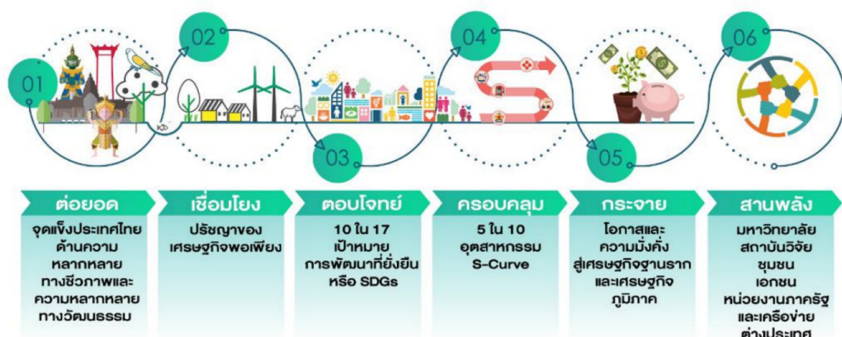 01
02
03
04
05
06
ต่อยอด
จุดแข็งประเทศไทย
ด้านความ
หลากหลาย
ทางชีวภาพและ
ความหลากหลาย
ทางวัฒนธรรม
เชื่อมโยง
ปรัชญาของ
เศรษฐกิจพอเพียง
ตอบโจทย์
10 ใน 17
เป้าหมาย
การพัฒนาที่ยั่งยืน
หรือ SDGs
ครอบคลุม
5 ใน 10
อุตสาหกรรม
S-Curve
กระจาย
โอกาสและ
ความมั่งคั่ง
สู่เศรษฐกิจฐานราก
และเศรษฐกิจ
ภูมิภาค
สานพลัง
มหาวิทยาลัย
สถาบันวิจัย
ชุมชน
เอกชน
หน่วยงานภาครัฐ
และเครือข่าย
ต่างประเทศ